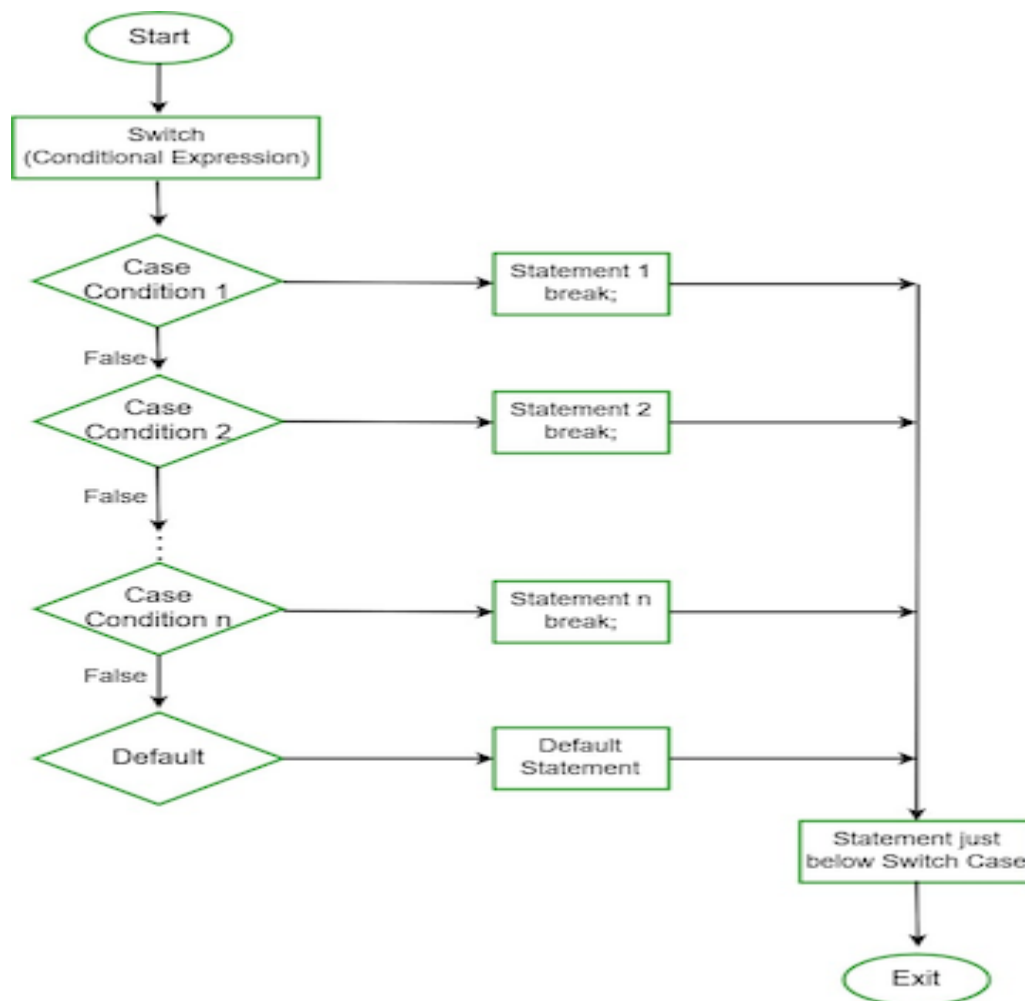 Start
Switch
(Conditional Expression)
Case
Condition 1
Statement 1
break;
False
Case
Condition 2
Statement 2
break;
False
Case
Condition n
Statement n
break;
False
Default
Default
Statement
Statement just
below Switch Case
Exit